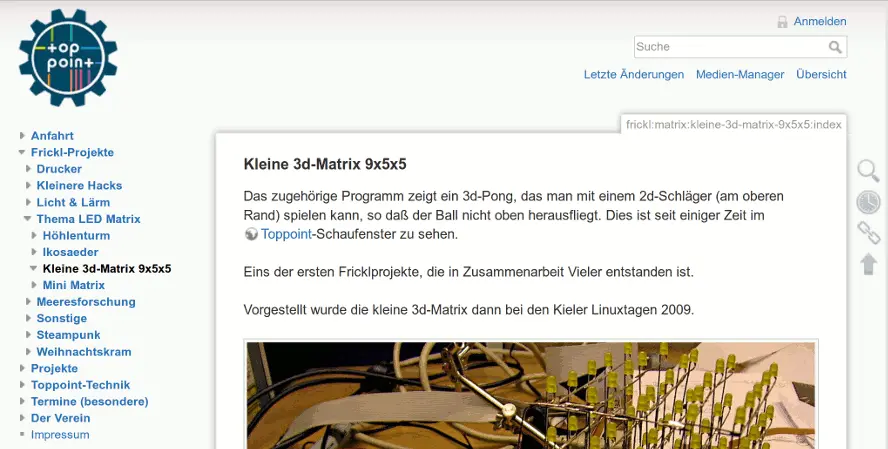 top
point
Anmelden
Suche
Letzte Änderungen Medien-Manager Übersicht
frickl:matrix:kleine-3d-matrix-9x5x5:index
Anfahrt
Frickl-Projekte
Drucker
Kleinere Hacks
Licht & Lärm
Thema LED Matrix
Höhlenturm
Ikosaeder
Kleine 3d-Matrix 9x5x5
Mini Matrix
Meeresforschung
Sonstige
Steampunk
Weihnachtskram
Projekte
Toppoint-Technik
Termine (besondere)
Der Verein
Impressum
Kleine 3d-Matrix 9x5x5
Das zugehörige Programm zeigt ein 3d-Pong, das man mit einem 2d-Schläger (am oberen
Rand) spielen kann, so daß der Ball nicht oben herausfliegt. Dies ist seit einiger Zeit im
Toppoint-Schaufenster zu sehen.
Eins der ersten Fricklprojekte, die in Zusammenarbeit Vieler entstanden ist.
Vorgestellt wurde die kleine 3d-Matrix dann bei den Kieler Linuxtagen 2009.